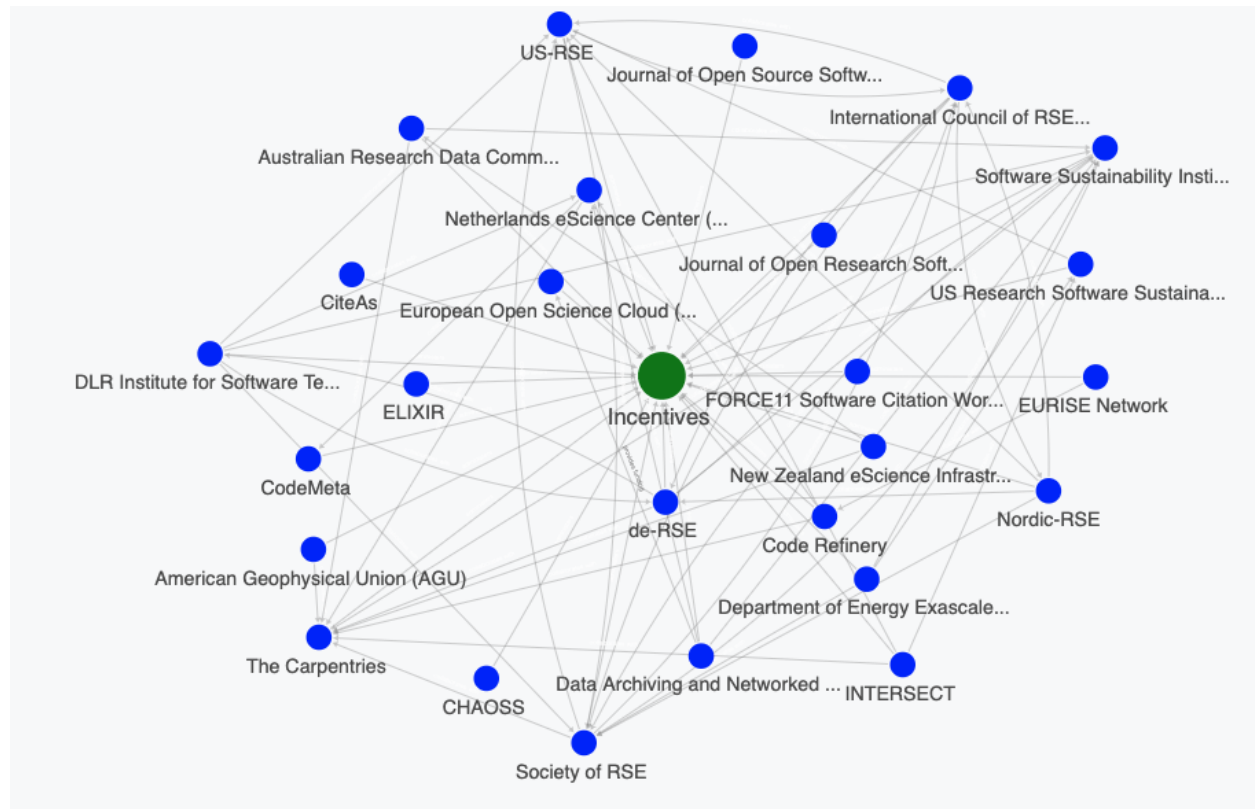 US-RSE
Journal of Open Source Softw...
International Council of RSE...
Australian Research Data Comm...
Software Sustainability Insti...
Netherlands eScience Center (...
Journal of Open Research Soft...
US Research Software Sustaina...
CiteAs
European Open Science Cloud (...
DLR Institute for Software Te...
ELIXIR
Incentives
FORCE11 Software Citation Wor...
EURISE Network
CodeMeta
New Zealand eScience Infrastr...
de-RSE
Code Refinery
Nordic-RSE
American Geophysical Union (AGU)
Department of Energy Exascale...
The Carpentries
CHAOSS
Data Archiving and Networked ...
INTERSECT
Society of RSE